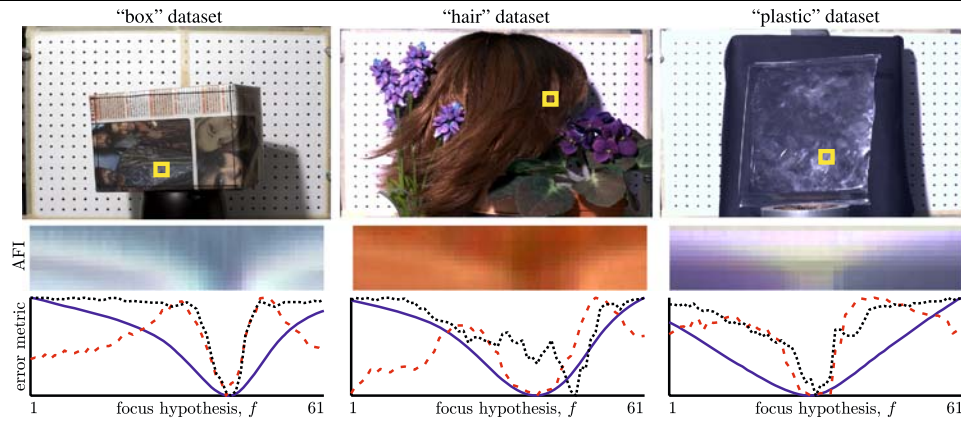 “box” dataset
“hair” dataset
“plastic” dataset
AFI
error metric
1 focus hypothesis, f 61
1 focus hypothesis, f 61
1 focus hypothesis, f 61